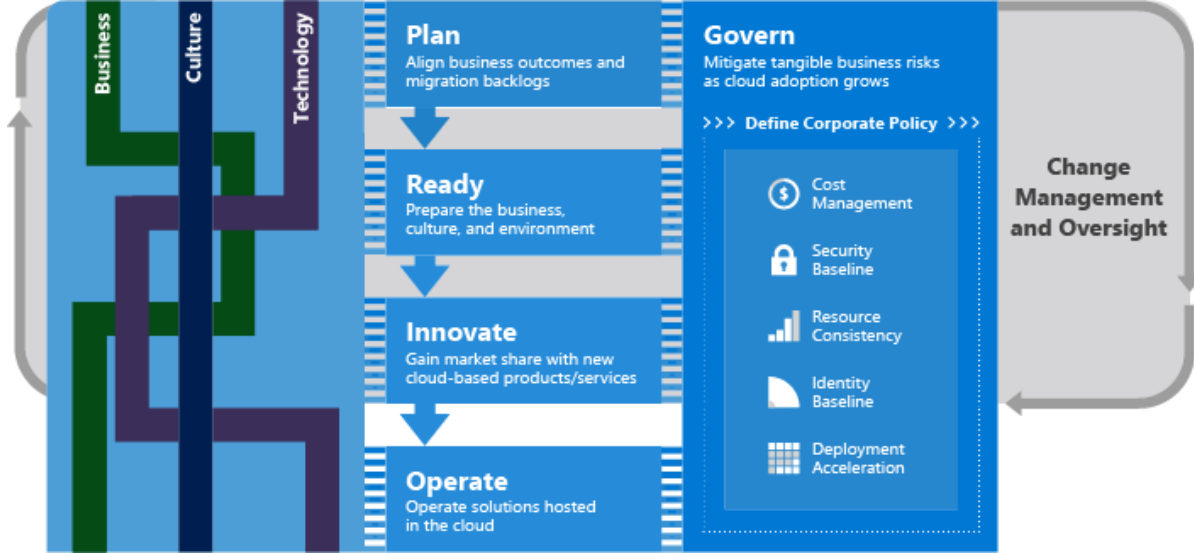 Business
Culture
Technology
Plan
Align business outcomes and
migration backlogs
Ready
Prepare the business,
culture, and environment
Innovate
Gain market share with new
cloud-based products/services
Operate
Operate solutions hosted
in the cloud
Govern
Mitigate tangible business risks
as cloud adoption grows
>>> Define Corporate Policy >>>
Cost
Management
Security
Baseline
Resource
Consistency
Identity
Baseline
Deployment
Acceleration
Change
Management
and Oversight